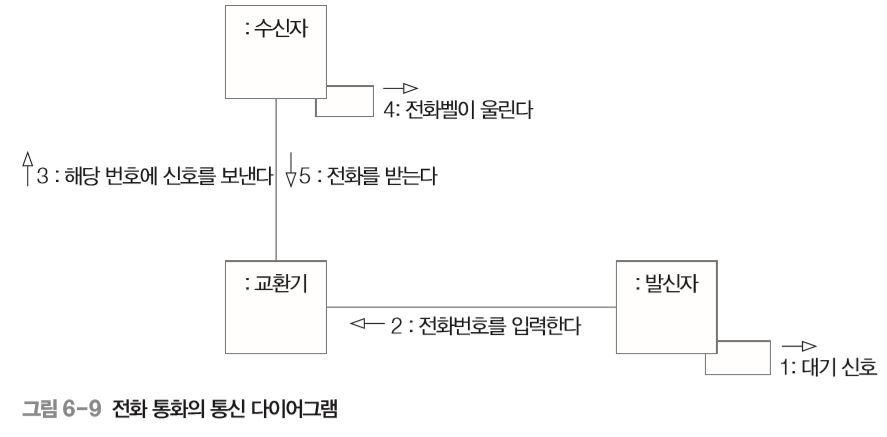 : 수신자
4: 전화벨이 울린다
3 : 해당 번호에 신호를 보낸다
5 : 전화를 받는다
: 교환기
: 발신자
2 : 전화번호를 입력한다
1: 대기 신호
그림 6-9 전화 통화의 통신 다이어그램